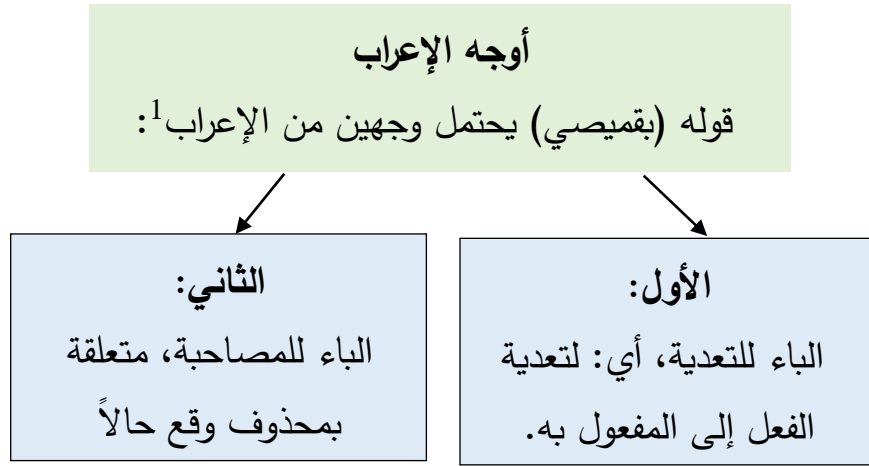 أوجه الإعراب
قوله (بقميصي) يحتمل وجهين من الإعراب1:
الأول:
الباء للتعدية، أي: لتعدية
الفعل إلى المفعول به.
الثاني:
الباء للمصاحبة، متعلقة
بمحذوف وقع حالاً